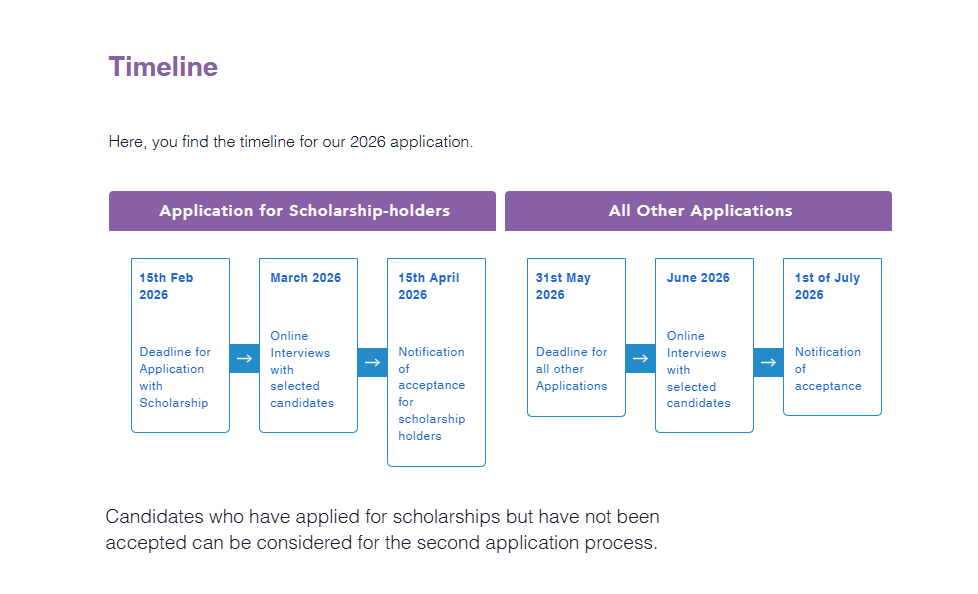 Timeline
Here, you find the timeline for our 2026 application.
Application for Scholarship-holders
All Other Applications
15th Feb
2026
Deadline for
Application
with
Scholarship
→
March 2026
Online
Interviews
with
selected
candidates
→
15th April
2026
Notification
of
acceptance
for
scholarship
holders
31st May
2026
Deadline for
all other
Applications
→
June 2026
Online
Interviews
with
selected
candidates
→
1st of July
2026
Notification
of
acceptance
Candidates who have applied for scholarships but have not been
accepted can be considered for the second application process.